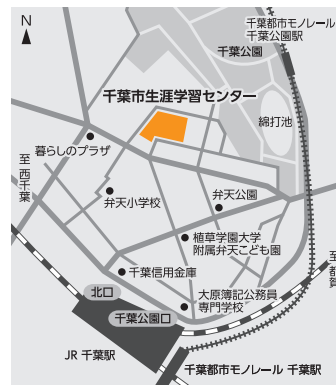 N
千葉都市モノレール
千葉公園駅
千葉公園
千葉市生涯学習センター
綿打池
暮らしのプラザ
至西千葉
弁天小学校
弁天公園
植草学園大学
附属弁天こども園
至都賀
千葉信用金庫
北口
大原簿記公務員
専門学校
千葉公園口
JR 千葉駅
千葉都市モノレール 千葉駅